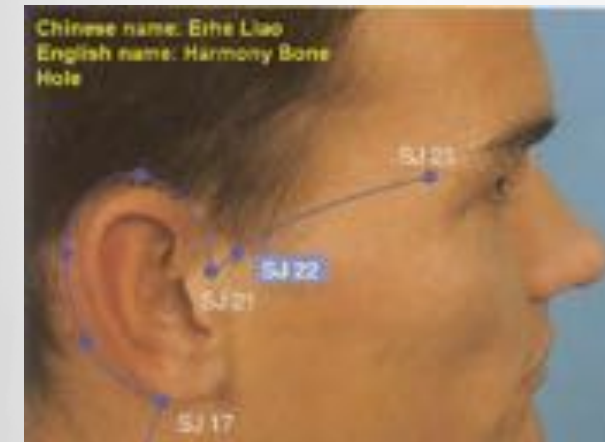 Chinese name: Erhe Liao
English name: Harmony Bone
Hole
SJ 23
SJ 22
SJ 21
SJ 17